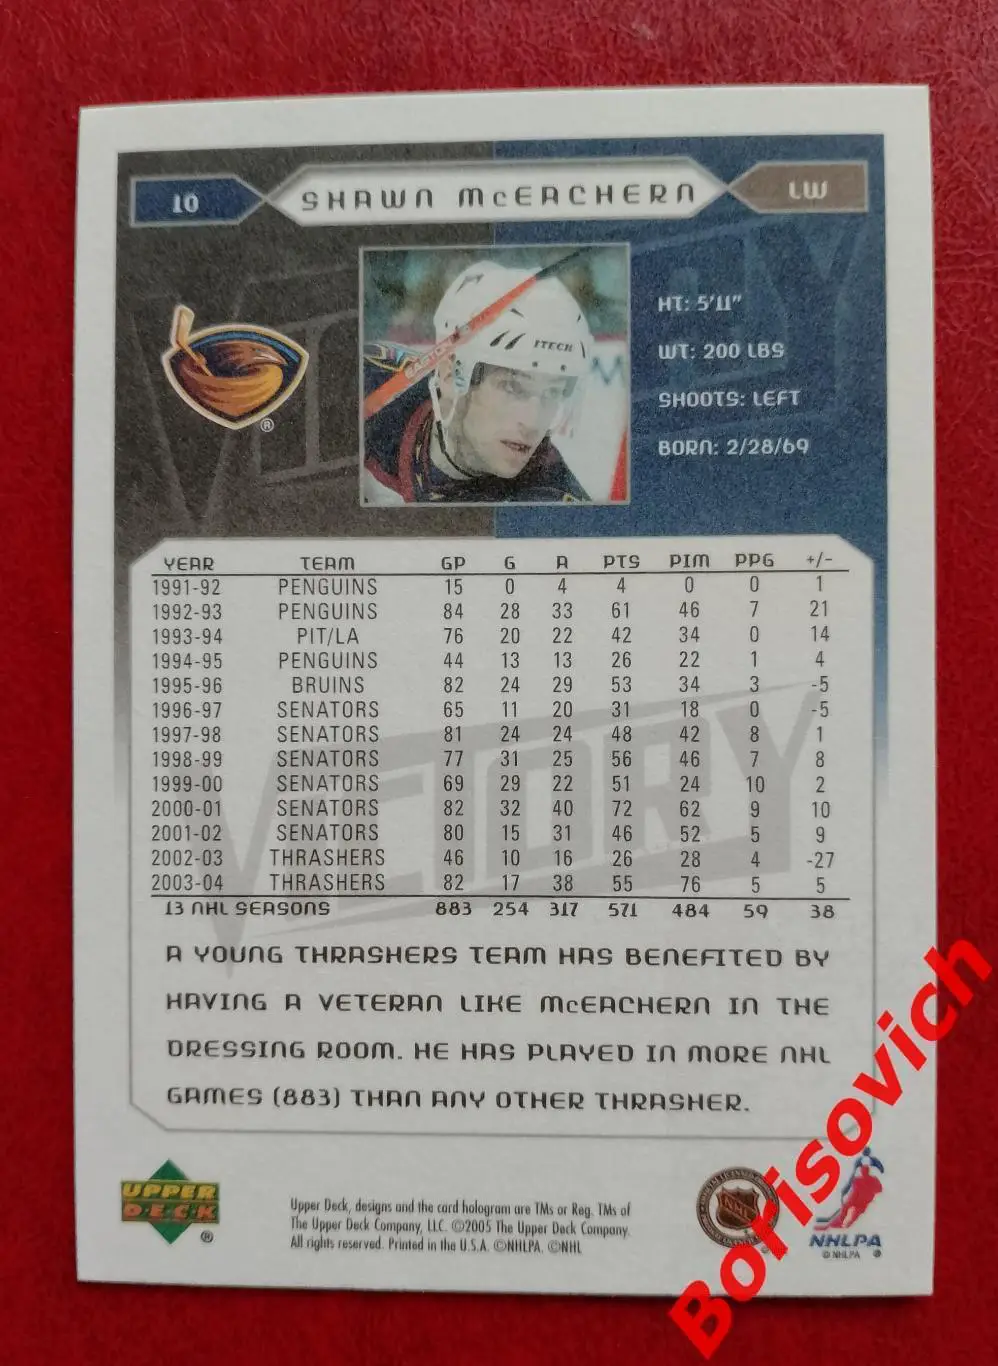 10 SHAWN McEACHERN LW
HT: 5'11"
WT: 200 LBS
SHOOTS: LEFT
BORN: 2/28/69
EASTON
ITECH
®
YEAR TEAM GP G A PTS PIM PPG +/-
1991-92 PENGUINS 15 0 4 4 0 0 1
1992-93 PENGUINS 84 28 33 61 46 7 21
1993-94 PIT/LA 76 20 22 42 34 0 14
1994-95 PENGUINS 44 13 13 26 22 1 4
1995-96 BRUINS 82 24 29 53 34 3 -5
1996-97 SENATORS 65 11 20 31 18 0 -5
1997-98 SENATORS 81 24 24 48 42 8 1
1998-99 SENATORS 77 31 25 56 46 7 8
1999-00 SENATORS 69 29 22 51 24 10 2
2000-01 SENATORS 82 32 40 72 62 9 10
2001-02 SENATORS 80 15 31 46 52 5 9
2002-03 THRASHERS 46 10 16 26 28 4 -27
2003-04 THRASHERS 82 17 38 55 76 5 5
13 NHL SEASONS 883 254 317 571 484 59 38
VICTORY
A YOUNG THRASHERS TEAM HAS BENEFITED BY
HAVING A VETERAN LIKE McEACHERN IN THE
DRESSING ROOM. HE HAS PLAYED IN MORE NHL
GAMES (883) THAN ANY OTHER THRASHER.
UPPER
DECK
®
Upper Deck, designs and the card hologram are TMs or Reg. TMs of
The Upper Deck Company, LLC. ©2005 The Upper Deck Company.
All rights reserved. Printed in the U.S.A. ©NHLPA. ©NHL
NHL
NHLPA
© NHLPA ®
Borisovich